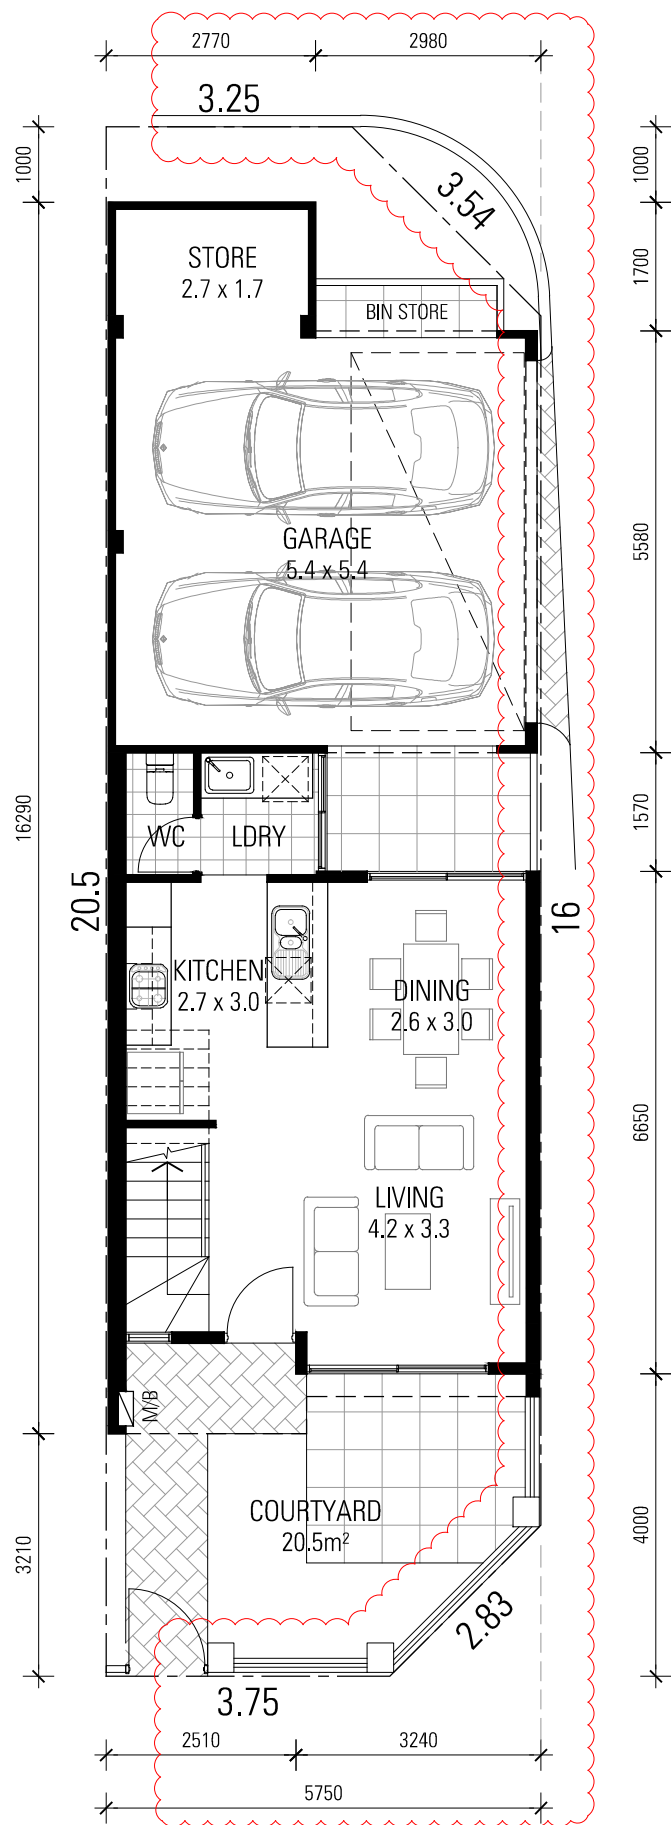 2770
2980
3.25
1000
1000
3.54
STORE
2.7 x 1.7
1700
BIN STORE
GARAGE
5.4 x 5.4
5580
16290
WC
LDRY
1570
20.5
16
KITCHEN
2.7 x 3.0
DINING
2.6 x 3.0
6650
LIVING
4.2 x 3.3
M/B
COURTYARD
20.5m²
3210
4000
2.83
3.75
2510
3240
5750